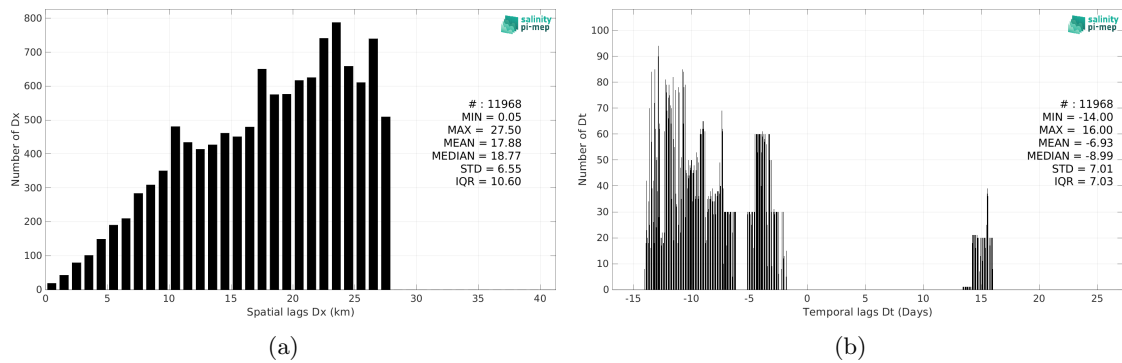 800
700
600
500
400
300
200
100
0
Number of Dx
0 5 10 15 20 25 30 35 40
Spatial lags Dx (km)
salinity
pi-mep
# : 11968
MIN = 0.05
MAX = 27.50
MEAN = 17.88
MEDIAN = 18.77
STD = 6.55
IQR = 10.60
(a)
100
90
80
70
60
50
40
30
20
10
0
Number of Dt
-15 -10 -5 0 5 10 15 20 25
Temporal lags Dt (Days)
salinity
pi-mep
# : 11968
MIN = -14.00
MAX = 16.00
MEAN = -6.93
MEDIAN = -8.99
STD = 7.01
IQR = 7.03
(b)